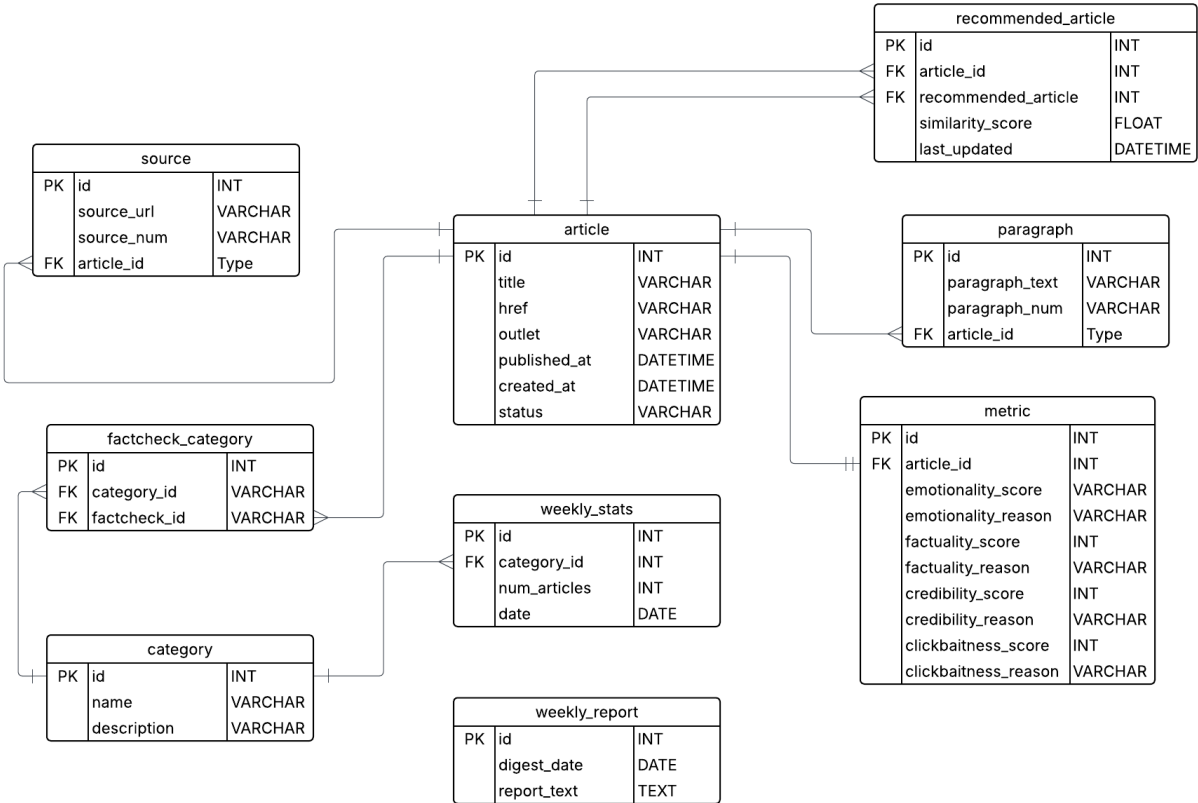 recommended_article
PK id INT
FK article_id INT
FK recommended_article INT
similarity_score FLOAT
last_updated DATETIME
source
PK id INT
source_url VARCHAR
source_num VARCHAR
FK article_id Type
article
PK id INT
title VARCHAR
href VARCHAR
outlet VARCHAR
published_at DATETIME
created_at DATETIME
status VARCHAR
paragraph
PK id INT
paragraph_text VARCHAR
paragraph_num VARCHAR
FK article_id Type
metric
PK id INT
FK article_id INT
emotionality_score VARCHAR
emotionality_reason VARCHAR
factuality_score INT
factuality_reason VARCHAR
credibility_score INT
credibility_reason VARCHAR
clickbaitness_score INT
clickbaitness_reason VARCHAR
factcheck_category
PK id INT
FK category_id VARCHAR
FK factcheck_id VARCHAR
weekly_stats
PK id INT
FK category_id INT
num_articles INT
date DATE
category
PK id INT
name VARCHAR
description VARCHAR
weekly_report
PK id INT
digest_date DATE
report_text TEXT